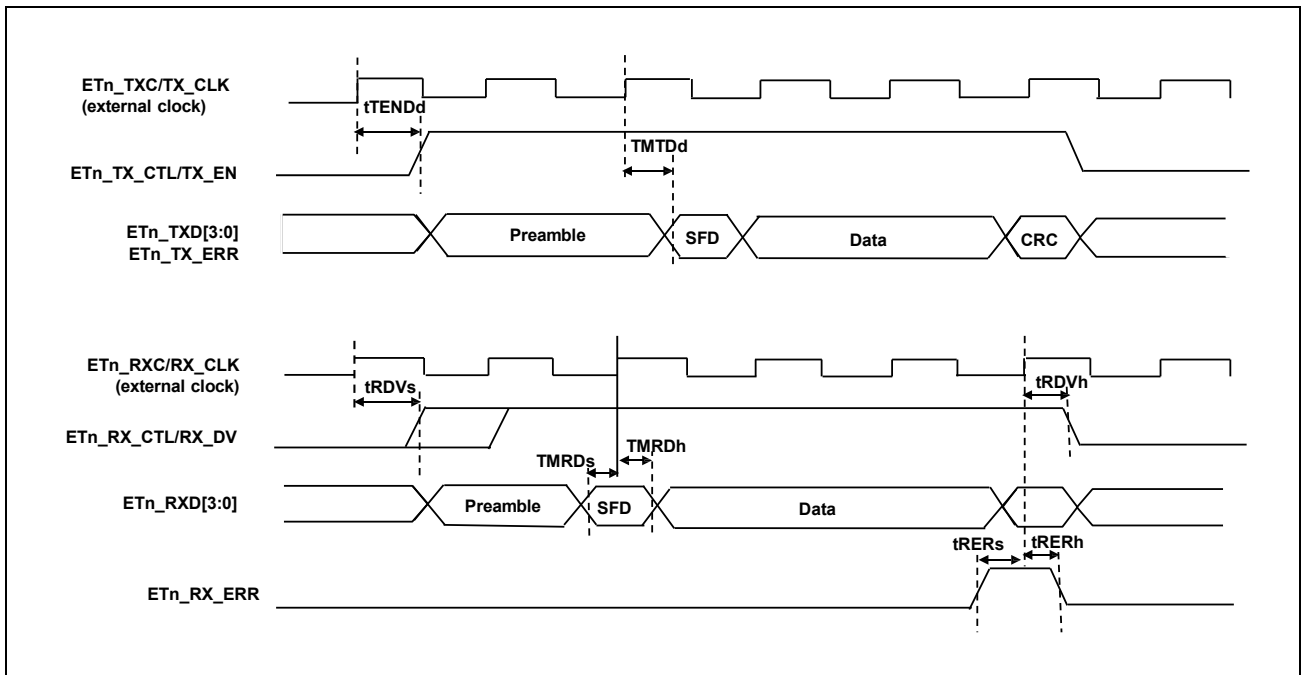 ETn_TXC/TX_CLK
(external clock)
tTENDd
TMTDd
ETn_TX_CTL/TX_EN
ETn_TXD[3:0]
ETn_TX_ERR
Preamble
SFD
Data
CRC
ETn_RXC/RX_CLK
(external clock)
tRDVs
tRDVh
ETn_RX_CTL/RX_DV
TMRDs
TMRDh
ETn_RXD[3:0]
Preamble
SFD
Data
tRERs
tRERh
ETn_RX_ERR